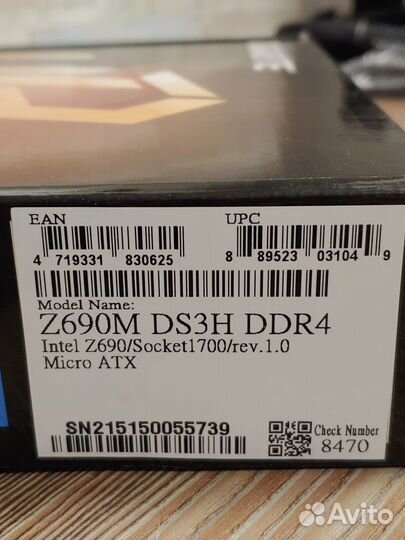 EAN
UPC
4 719331 830625
8 89523 03104 9
Model Name:
Z690M DS3H DDR4
Intel Z690/Socket1700/rev.1.0
Micro ATX
SN215150055739
Check Number
8470
Avito